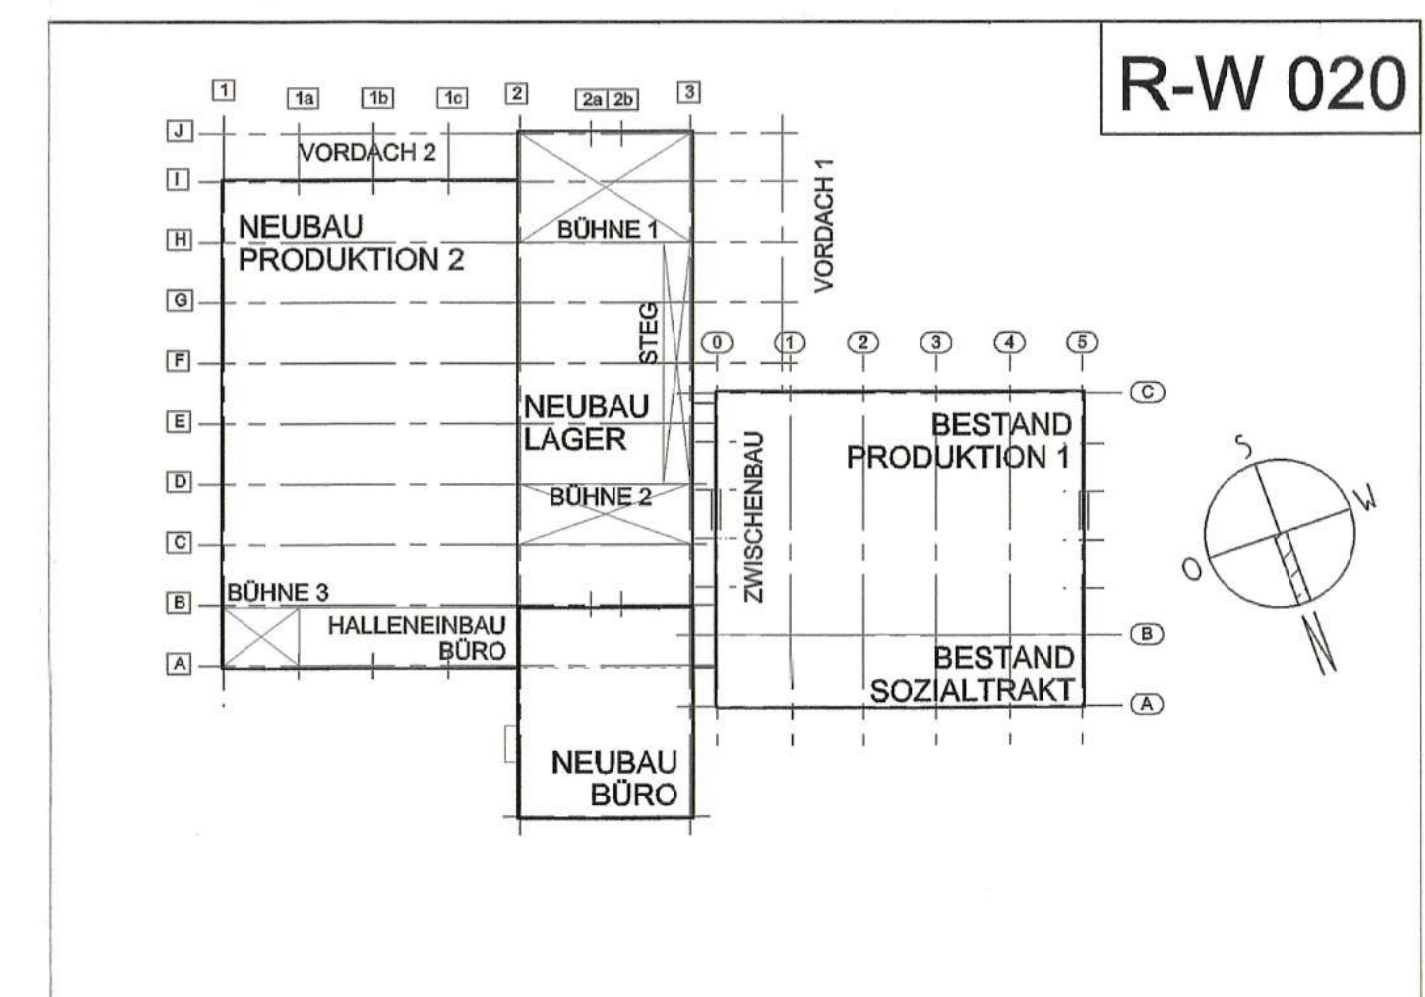 R-W 020
1
1a
1b
1c
2
2a
2b
3
J
VORDACH 2
I
NEUBAU
PRODUKTION 2
H
BÜHNE 1
VORDACH 1
G
STEG
F
0
1
2
3
4
5
C
NEUBAU
LAGER
E
BESTAND
PRODUKTION 1
ZWISCHENBAU
D
BÜHNE 2
C
S
W
O
N
BÜHNE 3
B
HALLENEINBAU
BÜRO
A
B
BESTAND
SOZIALTRAKT
A
NEUBAU
BÜRO